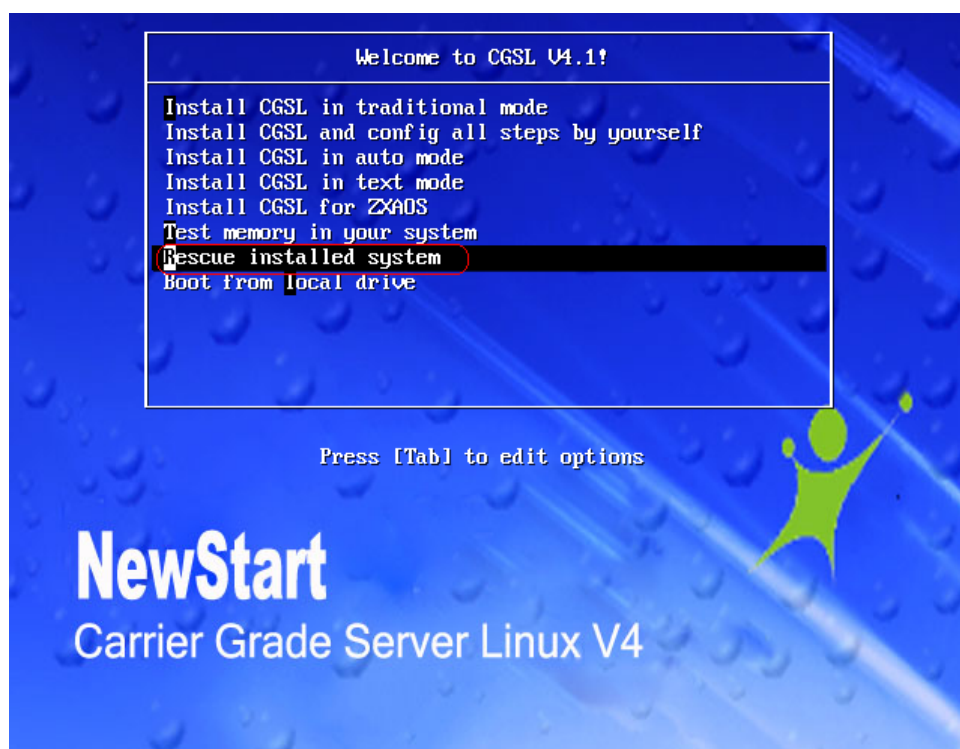 Welcome to CGSL V4.1!
Install CGSL in traditional mode
Install CGSL and config all steps by yourself
Install CGSL in auto mode
Install CGSL in text mode
Install CGSL for ZXAOS
Test memory in your system
Rescue installed system
Boot from local drive
Press [Tab] to edit options
NewStart
Carrier Grade Server Linux V4